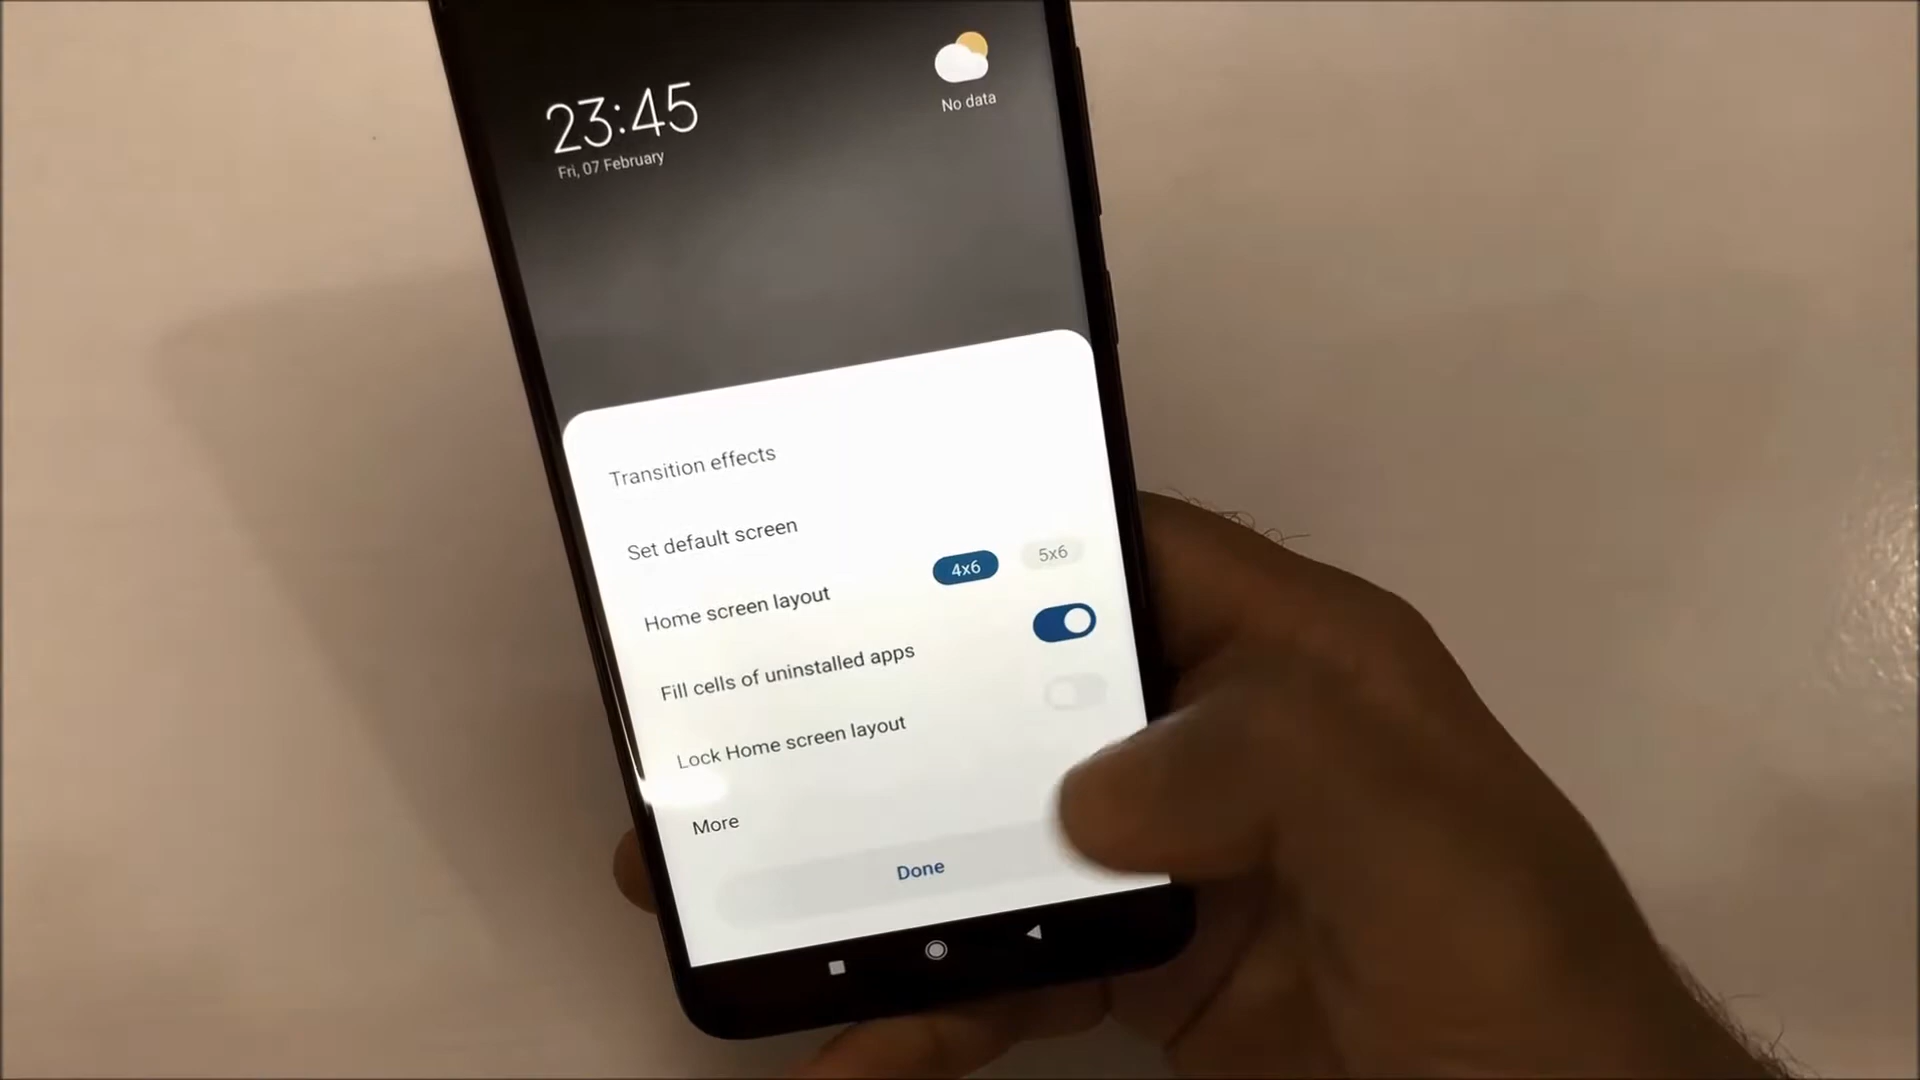 23:45
Fri, 07 February
No data
Transition effects
Set default screen
Home screen layout 4x6 5x6
Fill cells of uninstalled apps
Lock Home screen layout
More
Done